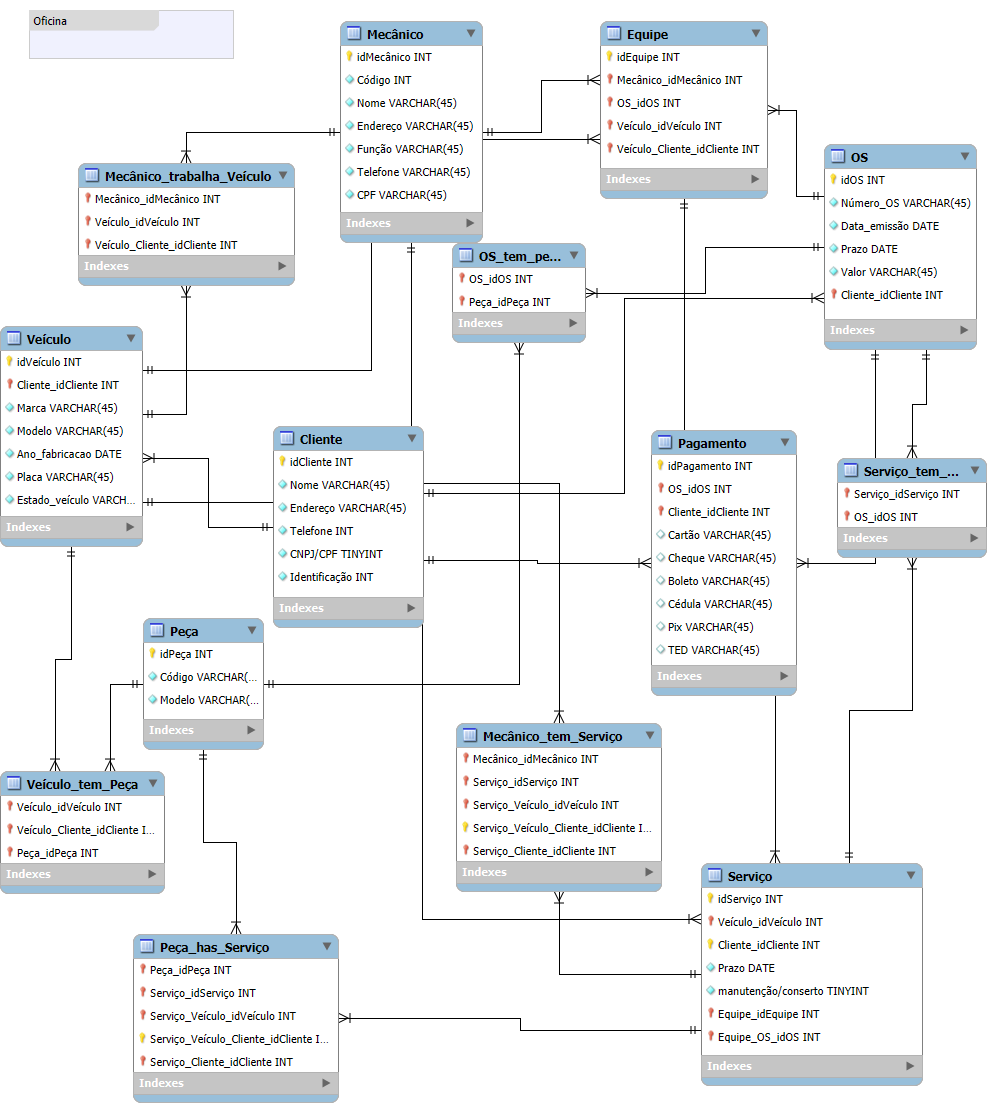 Oficina
Mecânico
idMecânico INT
Código INT
Nome VARCHAR(45)
Endereço VARCHAR(45)
Função VARCHAR(45)
Telefone VARCHAR(45)
CPF VARCHAR(45)
Indexes
Equipe
idEquipe INT
Mecânico_idMecânico INT
OS_idOS INT
Veículo_idVeículo INT
Veículo_Cliente_idCliente INT
Indexes
OS
idOS INT
Número_OS VARCHAR(45)
Data_emissão DATE
Prazo DATE
Valor VARCHAR(45)
Cliente_idCliente INT
Indexes
Mecânico_trabalha_Veículo
Mecânico_idMecânico INT
Veículo_idVeículo INT
Veículo_Cliente_idCliente INT
Indexes
OS_tem_pe...
OS_idOS INT
Peça_idPeça INT
Indexes
Veículo
idVeículo INT
Cliente_idCliente INT
Marca VARCHAR(45)
Modelo VARCHAR(45)
Ano_fabricacao DATE
Placa VARCHAR(45)
Estado_veículo VARCH...
Indexes
Cliente
idCliente INT
Nome VARCHAR(45)
Endereço VARCHAR(45)
Telefone INT
CNPJ/CPF TINYINT
Identificação INT
Indexes
Pagamento
idPagamento INT
OS_idOS INT
Cliente_idCliente INT
Cartão VARCHAR(45)
Cheque VARCHAR(45)
Boleto VARCHAR(45)
Cédula VARCHAR(45)
Pix VARCHAR(45)
TED VARCHAR(45)
Indexes
Serviço_tem_...
Serviço_idServiço INT
OS_idOS INT
Indexes
Peça
idPeça INT
Código VARCHAR(...
Modelo VARCHAR(...
Indexes
Mecânico_tem_Serviço
Mecânico_idMecânico INT
Serviço_idServiço INT
Serviço_Veículo_idVeículo INT
Serviço_Veículo_Cliente_idCliente I...
Serviço_Cliente_idCliente INT
Indexes
Veículo_tem_Peça
Veículo_idVeículo INT
Veículo_Cliente_idCliente I...
Peça_idPeça INT
Indexes
Serviço
idServiço INT
Veículo_idVeículo INT
Cliente_idCliente INT
Prazo DATE
manutenção/conserto TINYINT
Equipe_idEquipe INT
Equipe_OS_idOS INT
Indexes
Peça_has_Serviço
Peça_idPeça INT
Serviço_idServiço INT
Serviço_Veículo_idVeículo INT
Serviço_Veículo_Cliente_idCliente I...
Serviço_Cliente_idCliente INT
Indexes